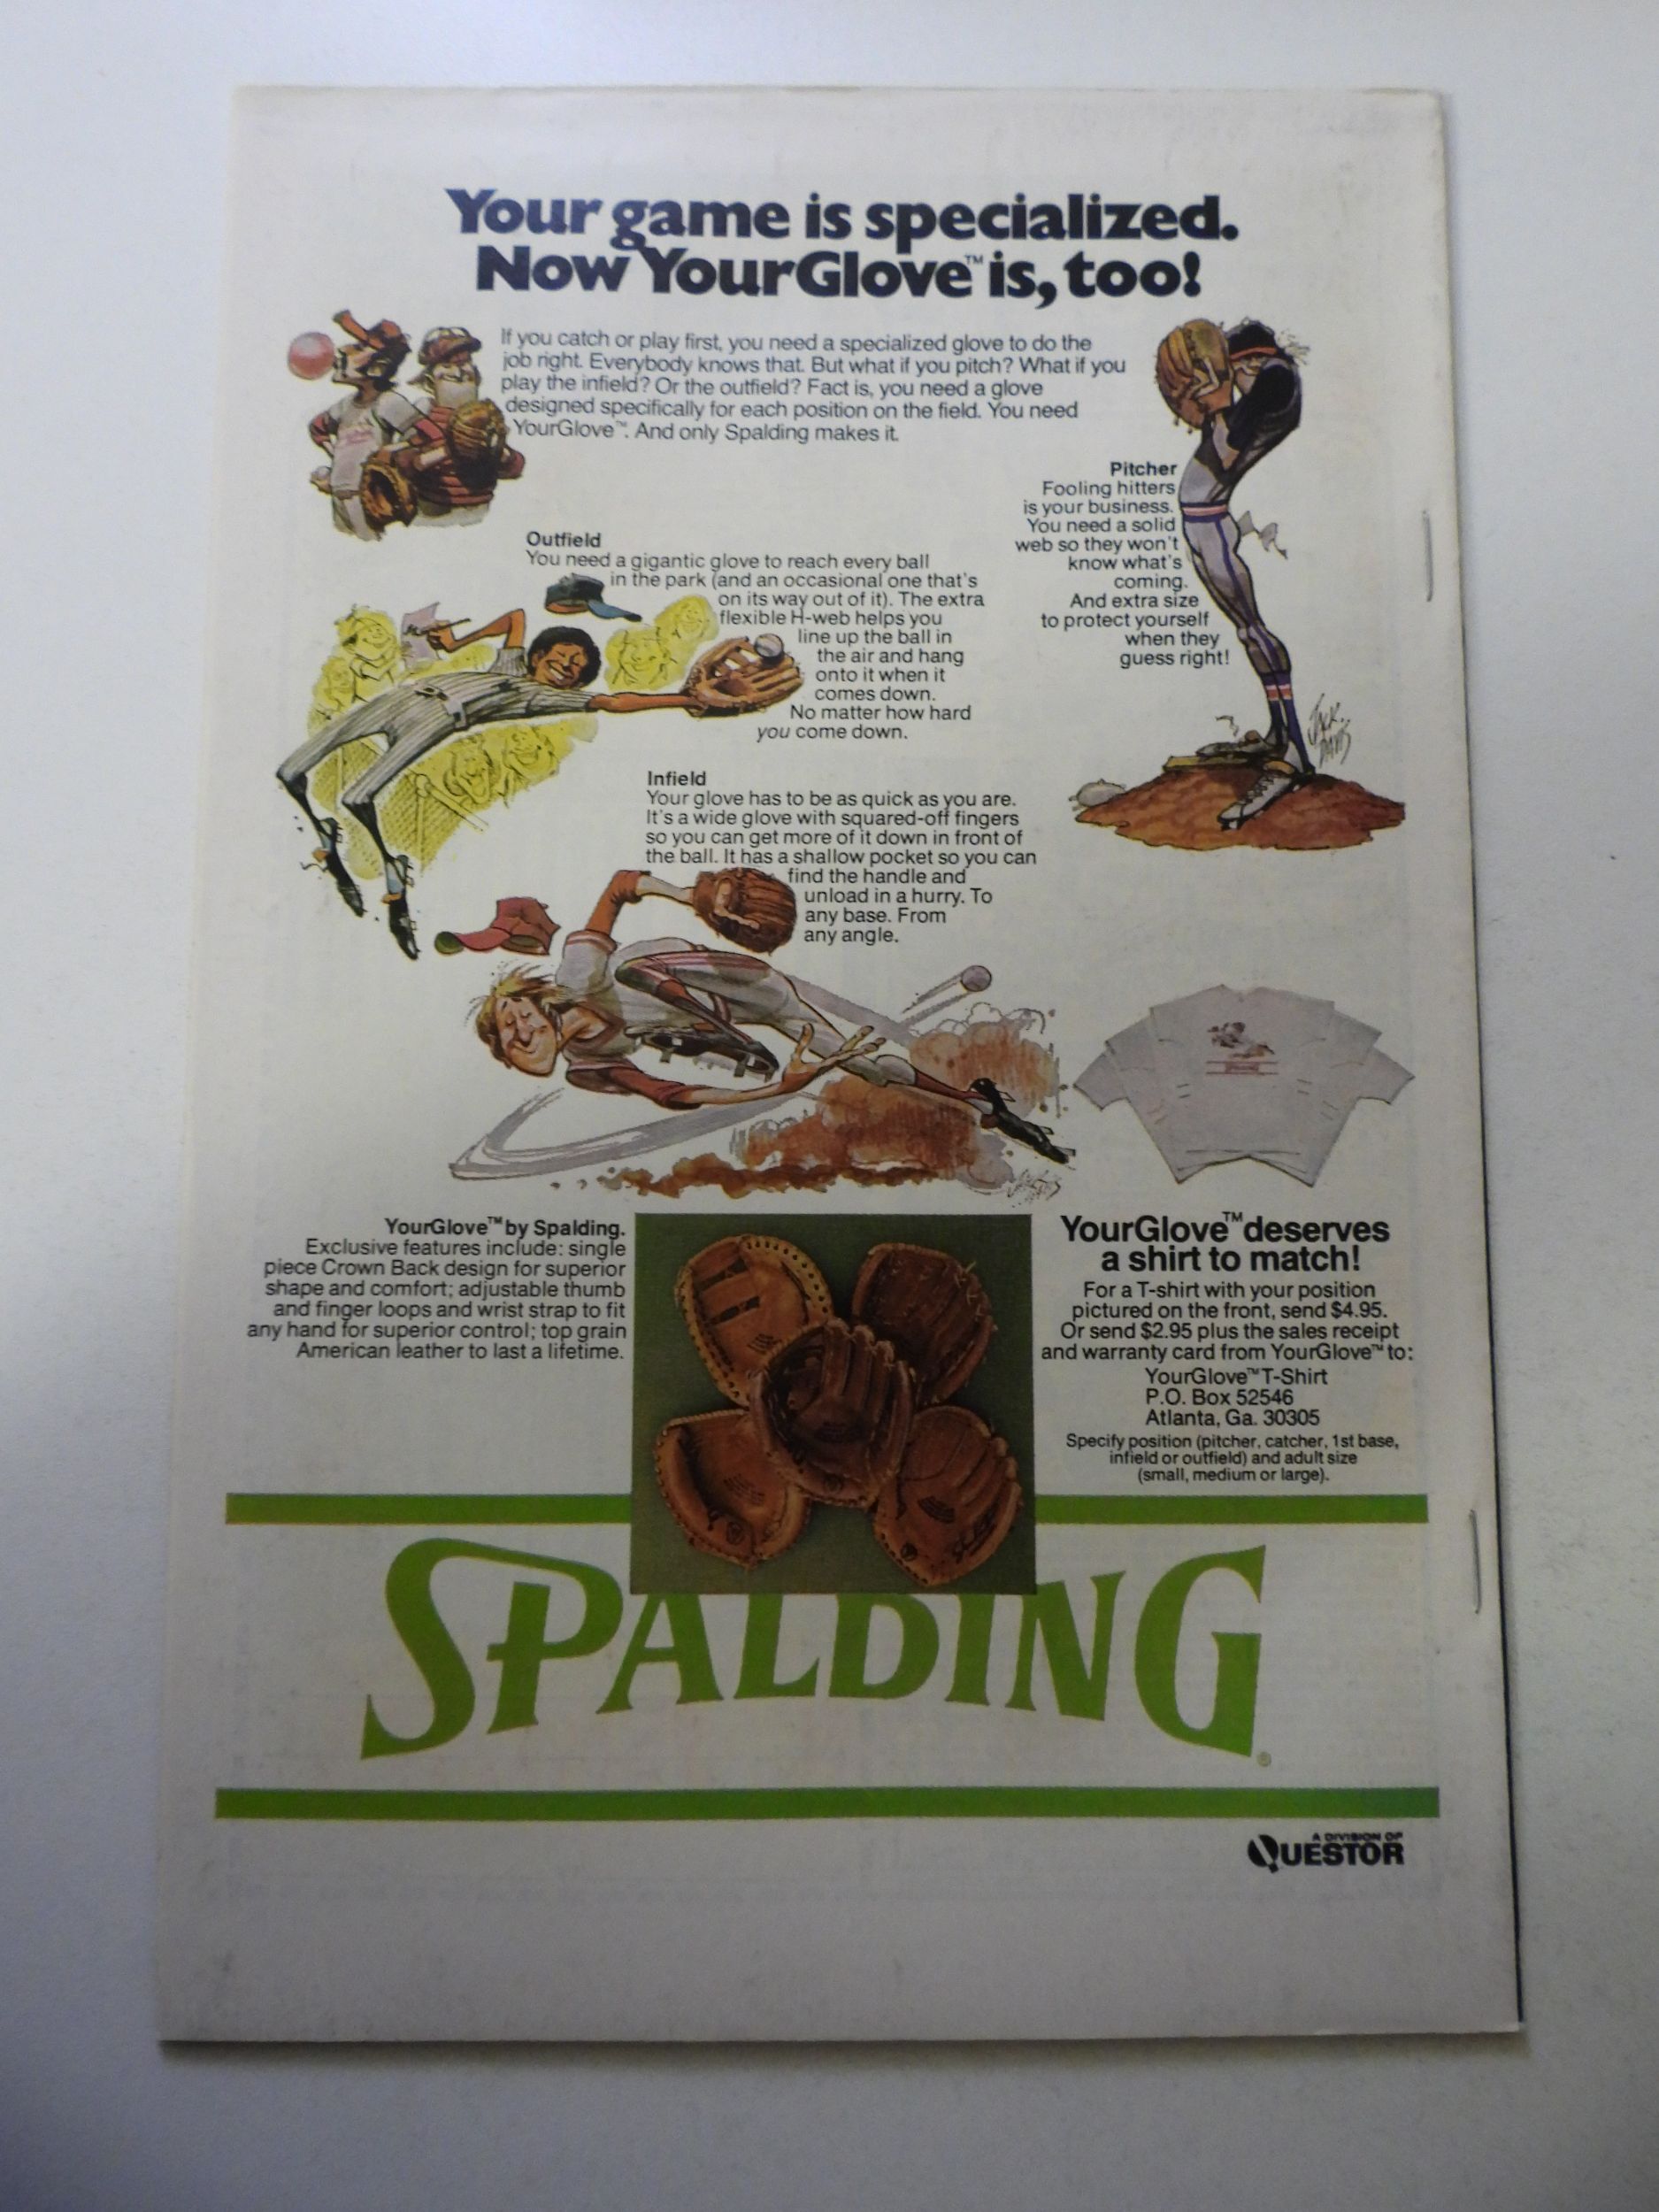 Your game is specialized.
Now YourGlove™ is, too!
If you catch or play first, you need a specialized glove to do the
job right. Everybody knows that. But what if you pitch? What if you
play the infield? Or the outfield? Fact is, you need a glove
designed specifically for each position on the field. You need
YourGlove™. And only Spalding makes it.
Pitcher
Fooling hitters
is your business.
You need a solid
web so they won't
know what's
coming.
And extra size
to protect yourself
when they
guess right!
JACK DAVIS
Outfield
You need a gigantic glove to reach every ball
in the park (and an occasional one that's
on its way out of it). The extra
flexible H-web helps you
line up the ball in
the air and hang
onto it when it
comes down.
No matter how hard
you come down.
Infield
Your glove has to be as quick as you are.
It's a wide glove with squared-off fingers
so you can get more of it down in front of
the ball. It has a shallow pocket so you can
find the handle and
unload in a hurry. To
any base. From
any angle.
SPALDING
YourGlove™ by Spalding.
Exclusive features include: single
piece Crown Back design for superior
shape and comfort; adjustable thumb
and finger loops and wrist strap to fit
any hand for superior control; top grain
American leather to last a lifetime.
YourGlove™ deserves
a shirt to match!
For a T-shirt with your position
pictured on the front, send $4.95.
Or send $2.95 plus the sales receipt
and warranty card from YourGlove™ to:
YourGlove™ T-Shirt
P.O. Box 52546
Atlanta, Ga. 30305
Specify position (pitcher, catcher, 1st base,
infield or outfield) and adult size
(small, medium or large).
SPALDING®
A DIVISION OF
QUESTOR